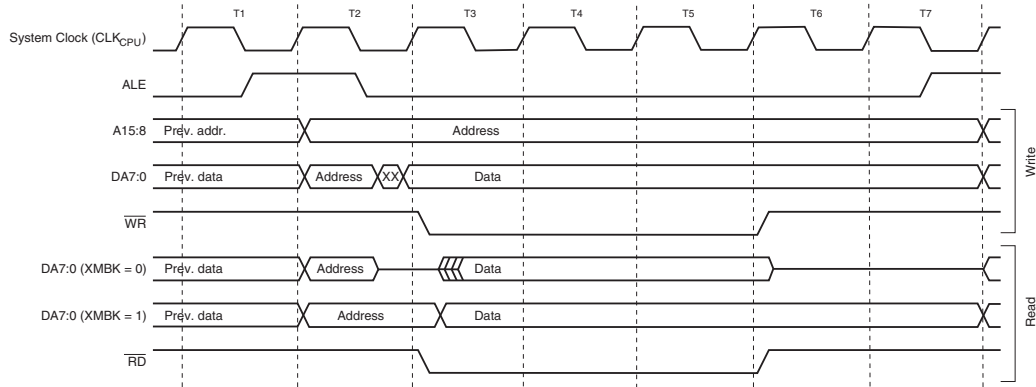 T1 T2 T3 T4 T5 T6 T7
System Clock (CLKCPU)
ALE
A15:8 Prev. addr. Address
DA7:0 Prev. data Address XX Data
WR
Write
DA7:0 (XMBK = 0) Prev. data Address Data
DA7:0 (XMBK = 1) Prev. data Address Data
RD
Read